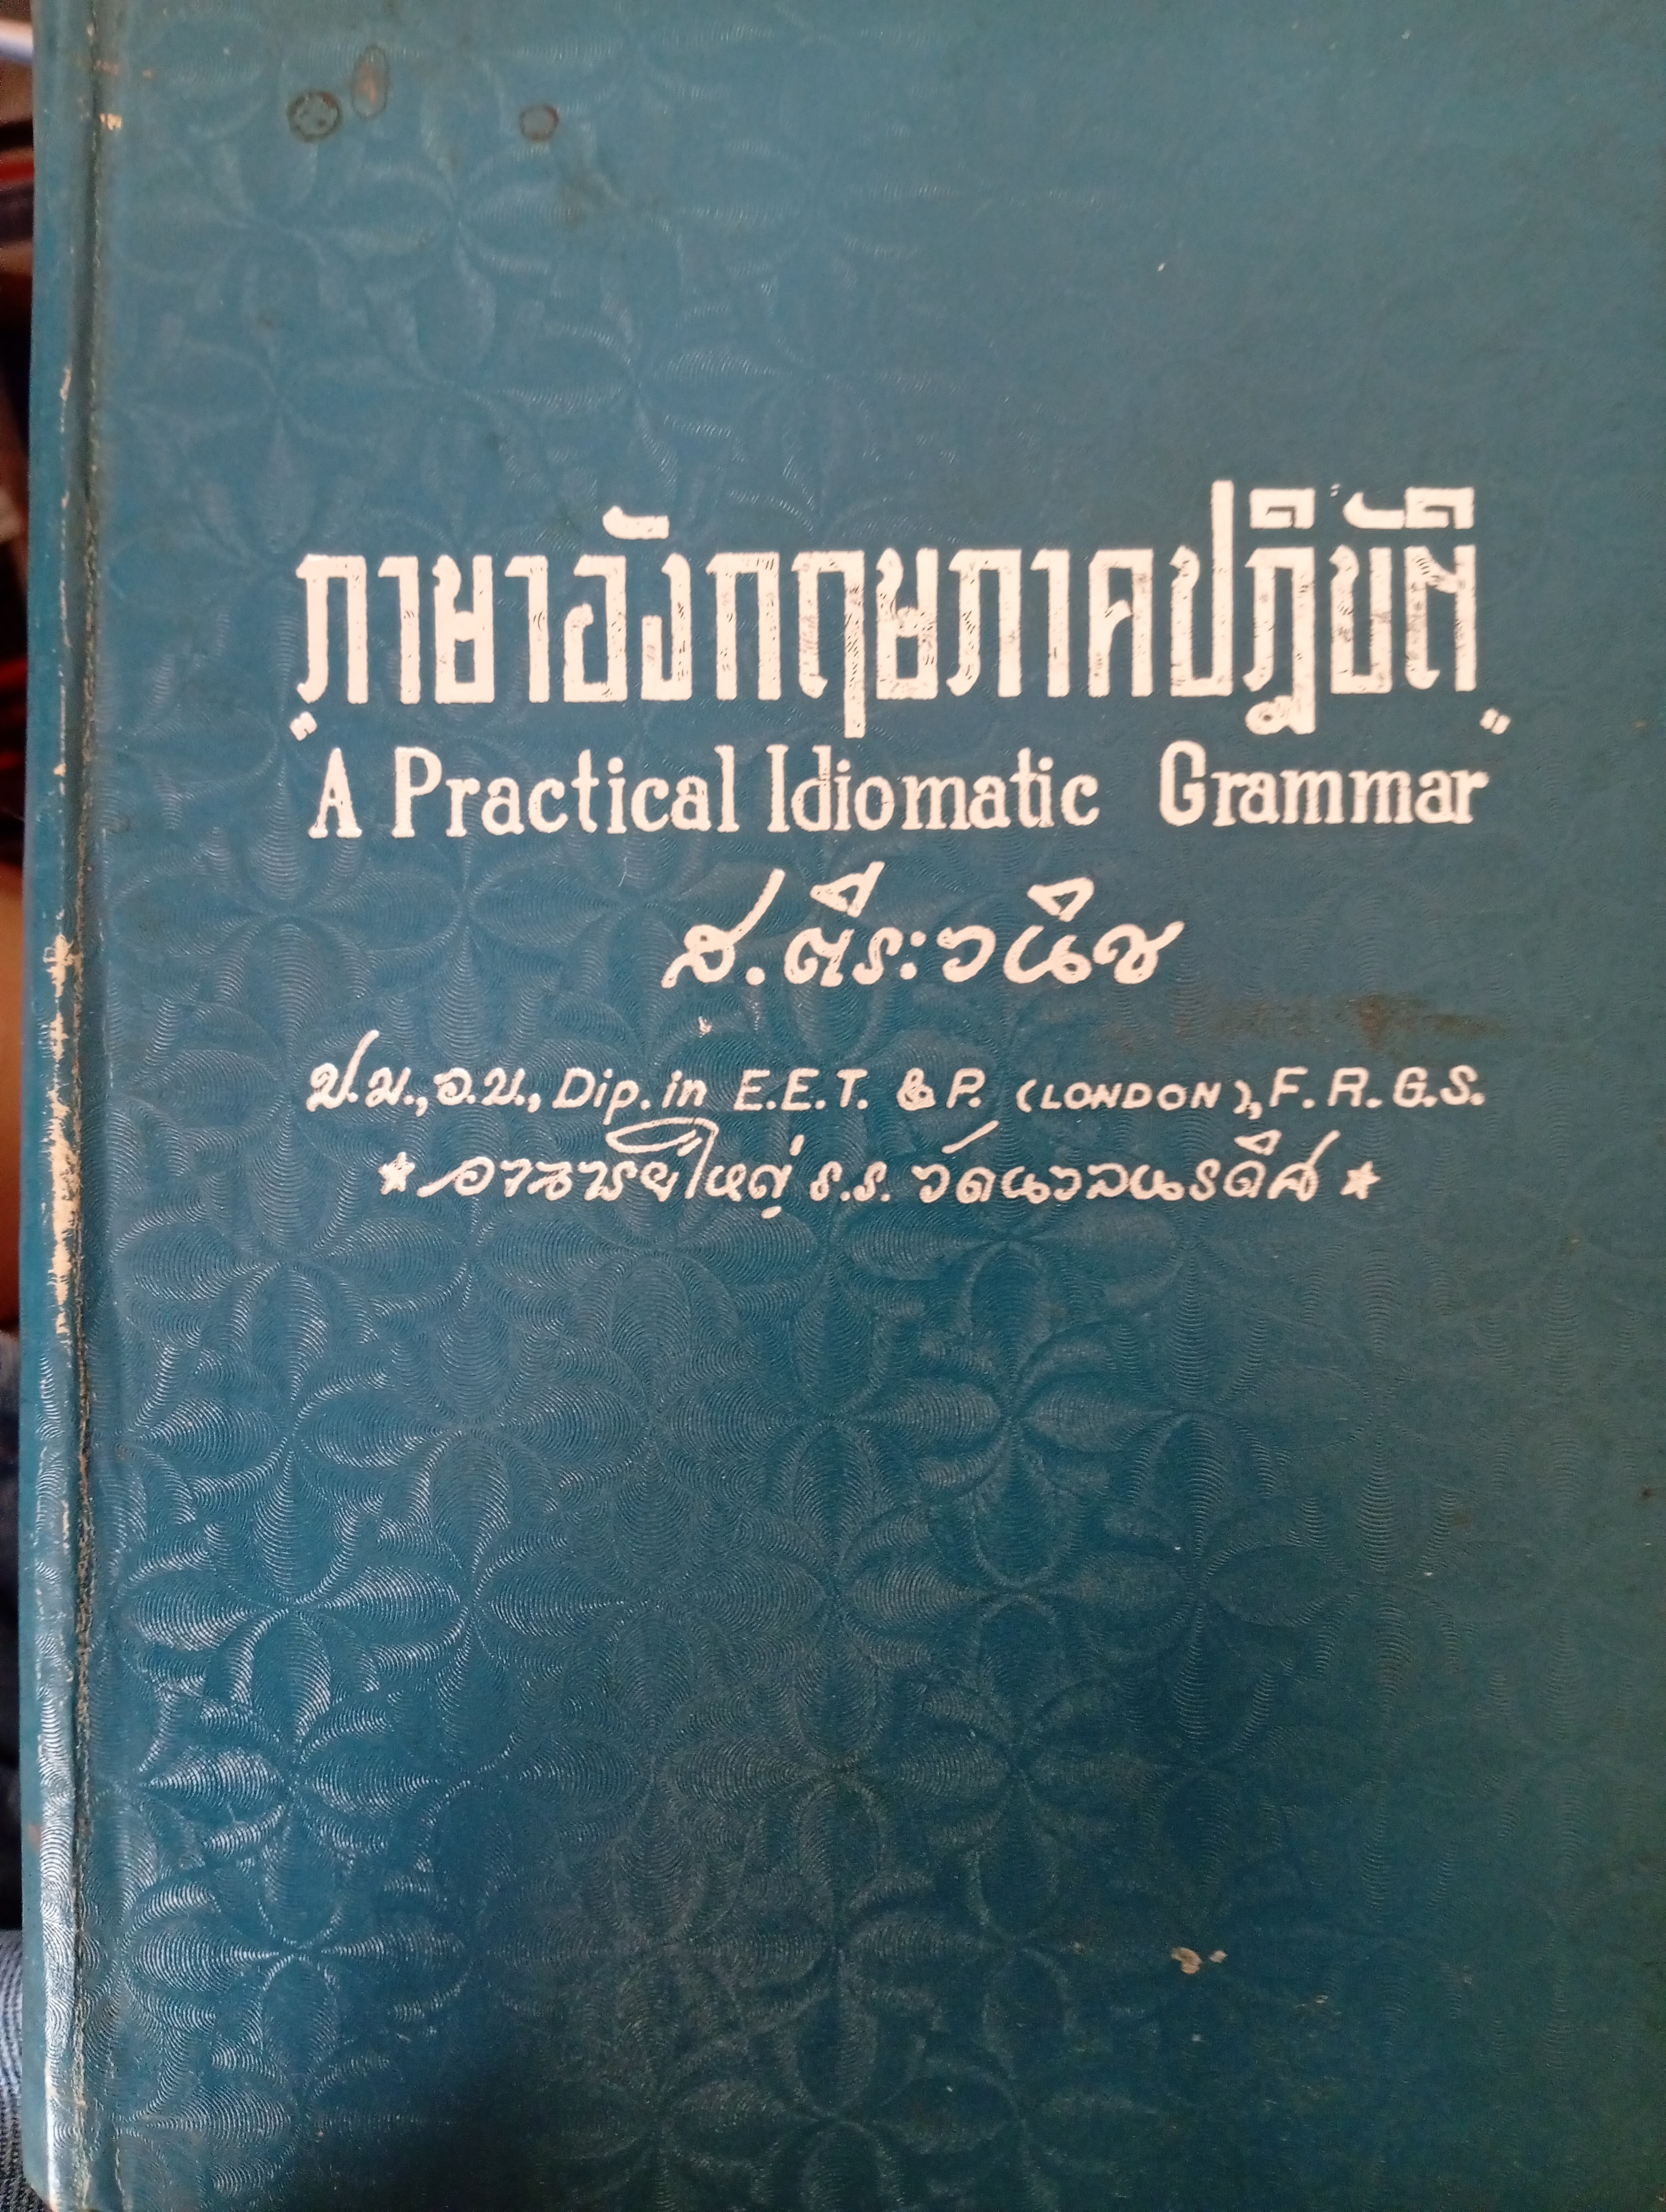 ภาษาอังกฤษภาคปฏิบัติ
"A Practical Idiomatic Grammar"
ส.ตีระวนิช
ป.ม., อ.บ., Dip. in E.E.T. & P. (LONDON), F.R.G.S.
★ อาจารย์ใหญ่ ร.ร. วัดนวลนรดิศ ★